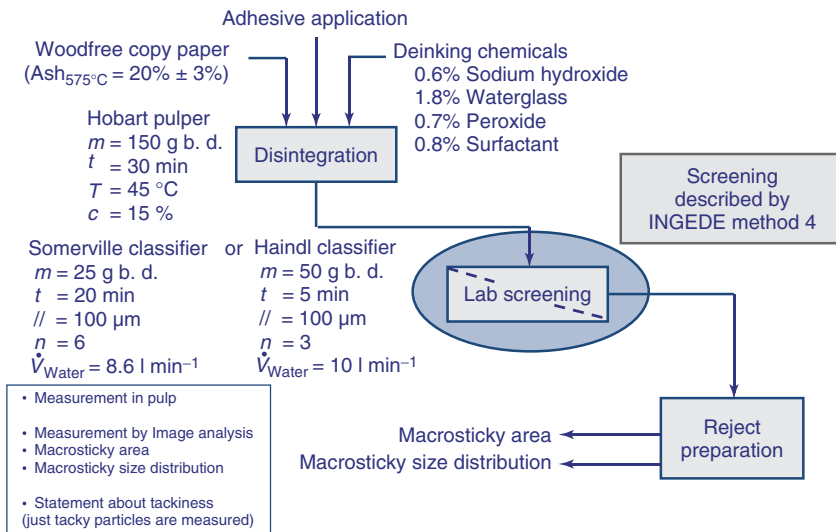 Adhesive application
Woodfree copy paper
(Ash575°C = 20% ± 3%)
Deinking chemicals
0.6% Sodium hydroxide
1.8% Waterglass
0.7% Peroxide
0.8% Surfactant
Hobart pulper
m = 150 g b. d.
t = 30 min
T = 45 °C
c = 15 %
Disintegration
Screening
described by
INGEDE method 4
Somerville classifier or Haindl classifier
m = 25 g b. d.
t = 20 min
// = 100 µm
n = 6
V̇Water = 8.6 l min⁻¹
m = 50 g b. d.
t = 5 min
// = 100 µm
n = 3
V̇Water = 10 l min⁻¹
Lab screening
• Measurement in pulp
• Measurement by Image analysis
• Macrosticky area
• Macrosticky size distribution
• Statement about tackiness
(just tacky particles are measured)
Macrosticky area
Macrosticky size distribution
Reject
preparation